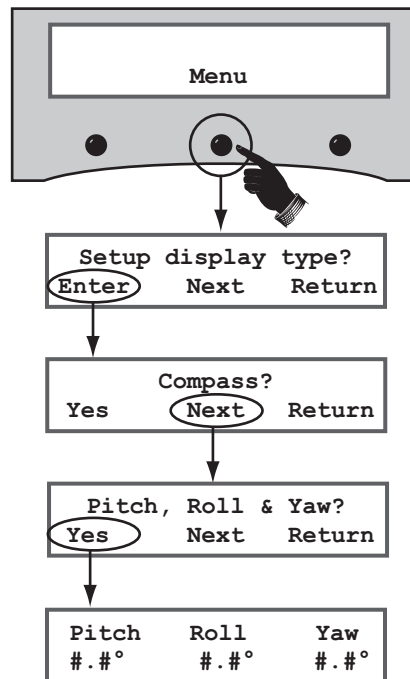 Menu
Setup display type?
Enter Next Return
Compass?
Yes Next Return
Pitch, Roll & Yaw?
Yes Next Return
Pitch Roll Yaw
#.#° #.#° #.#°